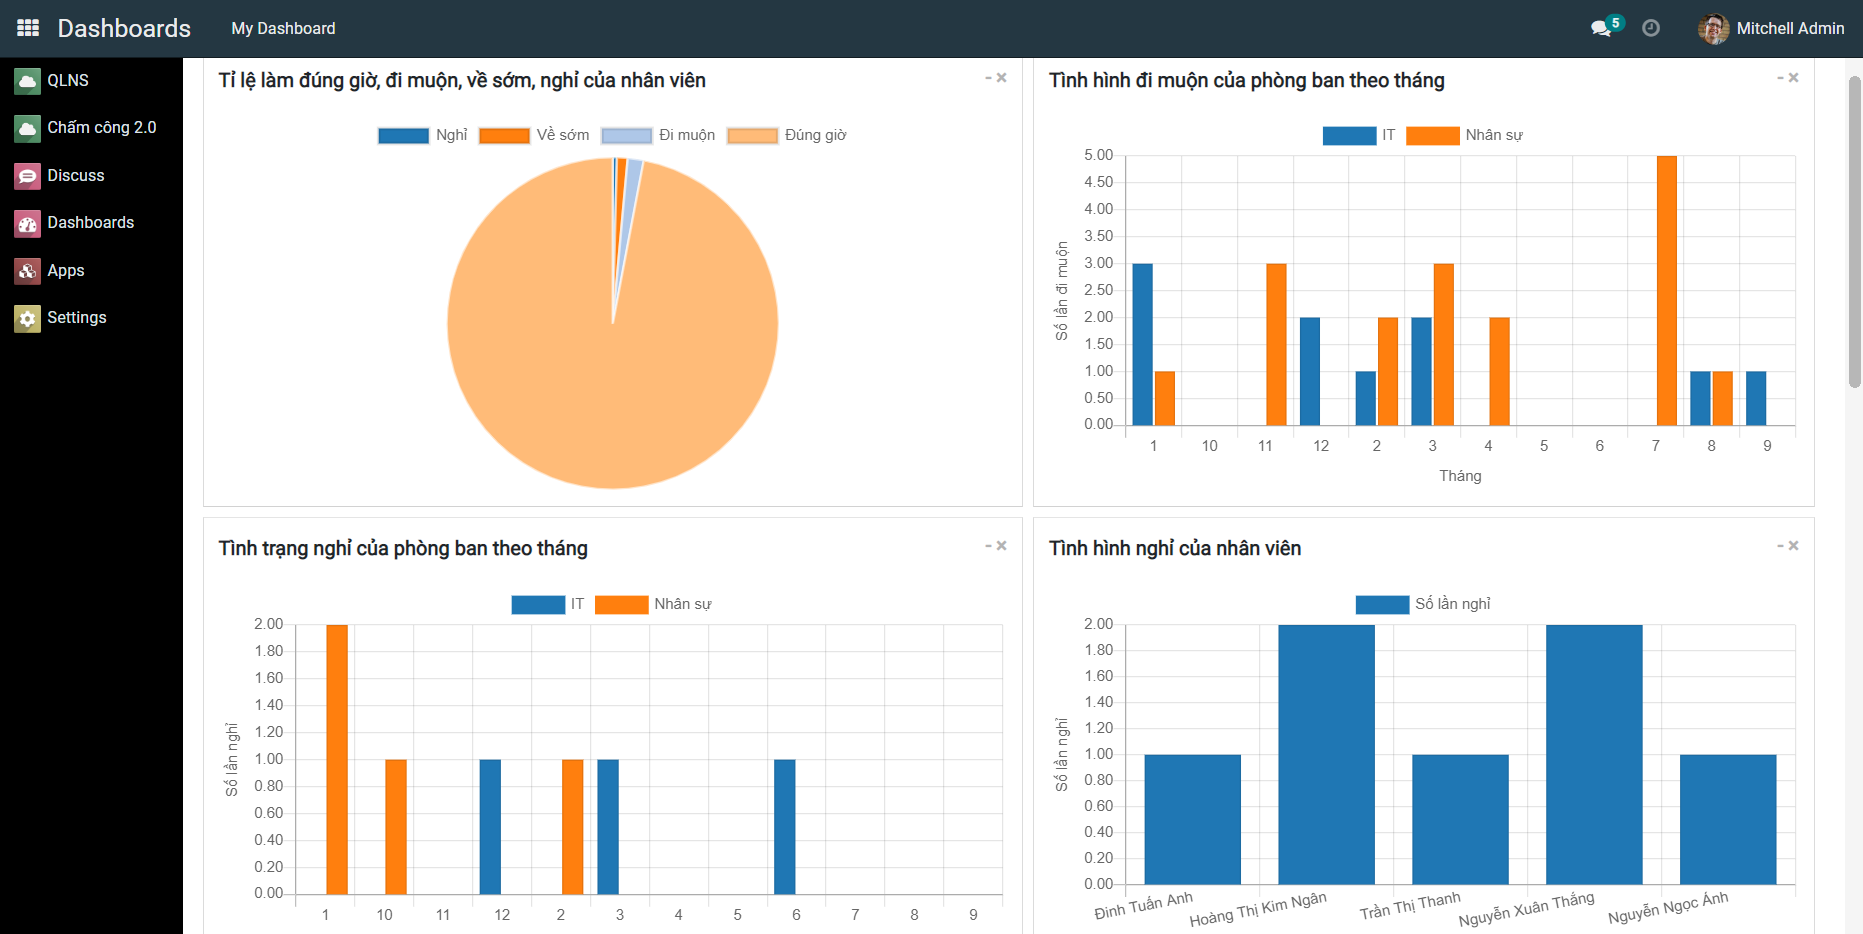 Dashboards
My Dashboard
5
Mitchell Admin
QLNS
Chấm công 2.0
Discuss
Dashboards
Apps
Settings
Tỉ lệ làm đúng giờ, đi muộn, về sớm, nghỉ của nhân viên
Nghỉ Về sớm Đi muộn Đúng giờ
Tình hình đi muộn của phòng ban theo tháng
IT Nhân sự
5.00
4.50
4.00
3.50
3.00
2.50
2.00
1.50
1.00
0.50
0.00
Số lần đi muộn
1 10 11 12 2 3 4 5 6 7 8 9
Tháng
Tình trạng nghỉ của phòng ban theo tháng
IT Nhân sự
2.00
1.80
1.60
1.40
1.20
1.00
0.80
0.60
0.40
0.20
0.00
Số lần nghỉ
1 10 11 12 2 3 4 5 6 7 8 9
Tình hình nghỉ của nhân viên
Số lần nghỉ
2.00
1.80
1.60
1.40
1.20
1.00
0.80
0.60
0.40
0.20
0.00
Số lần nghỉ
Đinh Tuấn Anh
Hoàng Thị Kim Ngân
Trần Thị Thanh
Nguyễn Xuân Thắng
Nguyễn Ngọc Ánh